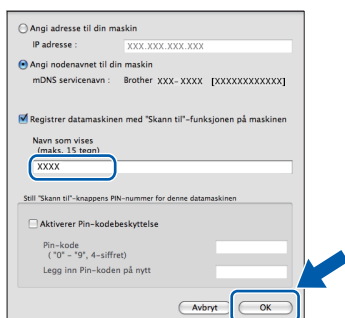 Angi adresse til din maskin
IP adresse : XXX.XXX.XXX.XXX
Angi nodenavnet til din maskin
mDNS servicenavn : Brother XXX-XXXX [XXXXXXXXXXXX]
Registrer datamaskinen med "Skann til"-funksjonen på maskinen
Navn som vises
(maks. 15 tegn)
XXXX
Still "Skann til"-knappens PIN-nummer for denne datamaskinen
Aktiverer Pin-kodebeskyttelse
Pin-kode
( "0" - "9", 4-siffret)
Legg inn Pin-koden på nytt
Avbryt OK